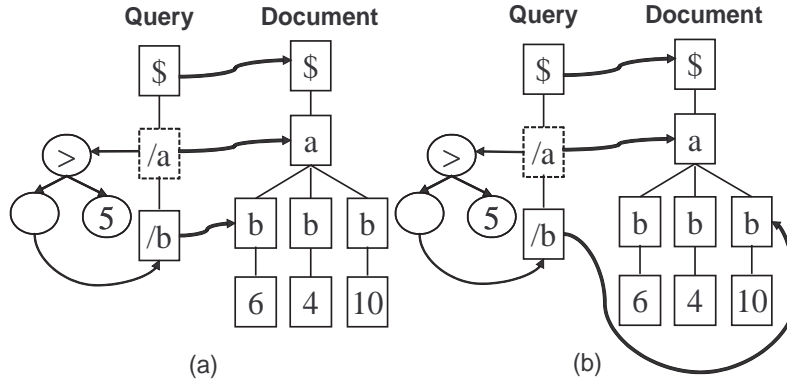 Query Document Query Document
$ $ $ $
> /a a > /a a
5 /b b b b 5 /b b b b
6 4 10 6 4 10
(a) (b)